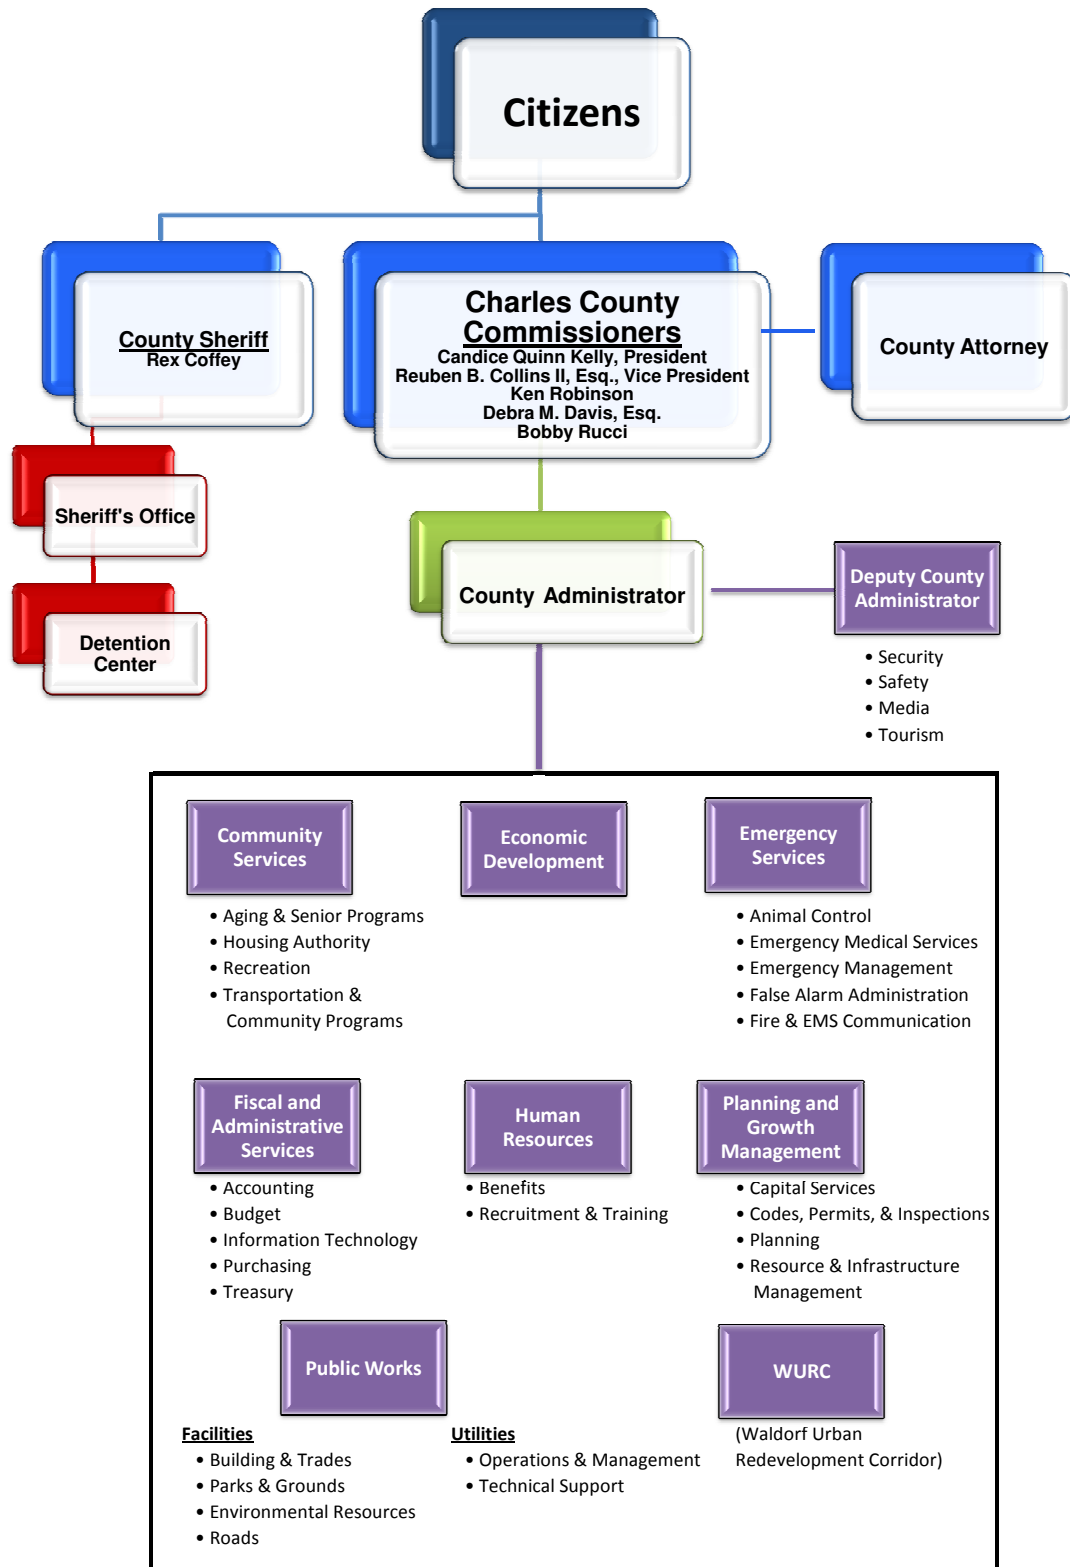 Citizens
County Sheriff
Rex Coffey
Charles County
Commissioners
Candice Quinn Kelly, President
Reuben B. Collins II, Esq., Vice President
Ken Robinson
Debra M. Davis, Esq.
Bobby Rucci
County Attorney
Sheriff's Office
Detention
Center
County Administrator
Deputy County
Administrator
• Security
• Safety
• Media
• Tourism
Community
Services
• Aging & Senior Programs
• Housing Authority
• Recreation
• Transportation &
Community Programs
Economic
Development
Emergency
Services
• Animal Control
• Emergency Medical Services
• Emergency Management
• False Alarm Administration
• Fire & EMS Communication
Fiscal and
Administrative
Services
• Accounting
• Budget
• Information Technology
• Purchasing
• Treasury
Human
Resources
• Benefits
• Recruitment & Training
Planning and
Growth
Management
• Capital Services
• Codes, Permits, & Inspections
• Planning
• Resource & Infrastructure
Management
Public Works
Facilities
• Building & Trades
• Parks & Grounds
• Environmental Resources
• Roads
Utilities
• Operations & Management
• Technical Support
WURC
(Waldorf Urban
Redevelopment Corridor)